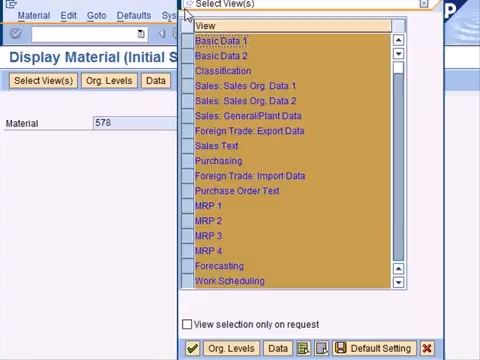 Select View(s)
Material Edit Goto Defaults Sys
Display Material (Initial S
Select View(s) Org. Levels Data
Material 578
View
Basic Data 1
Basic Data 2
Classification
Sales: Sales Org. Data 1
Sales: Sales Org. Data 2
Sales: General/Plant Data
Foreign Trade: Export Data
Sales Text
Purchasing
Foreign Trade: Import Data
Purchase Order Text
MRP 1
MRP 2
MRP 3
MRP 4
Forecasting
Work Scheduling
View selection only on request
Org. Levels Data Default Setting